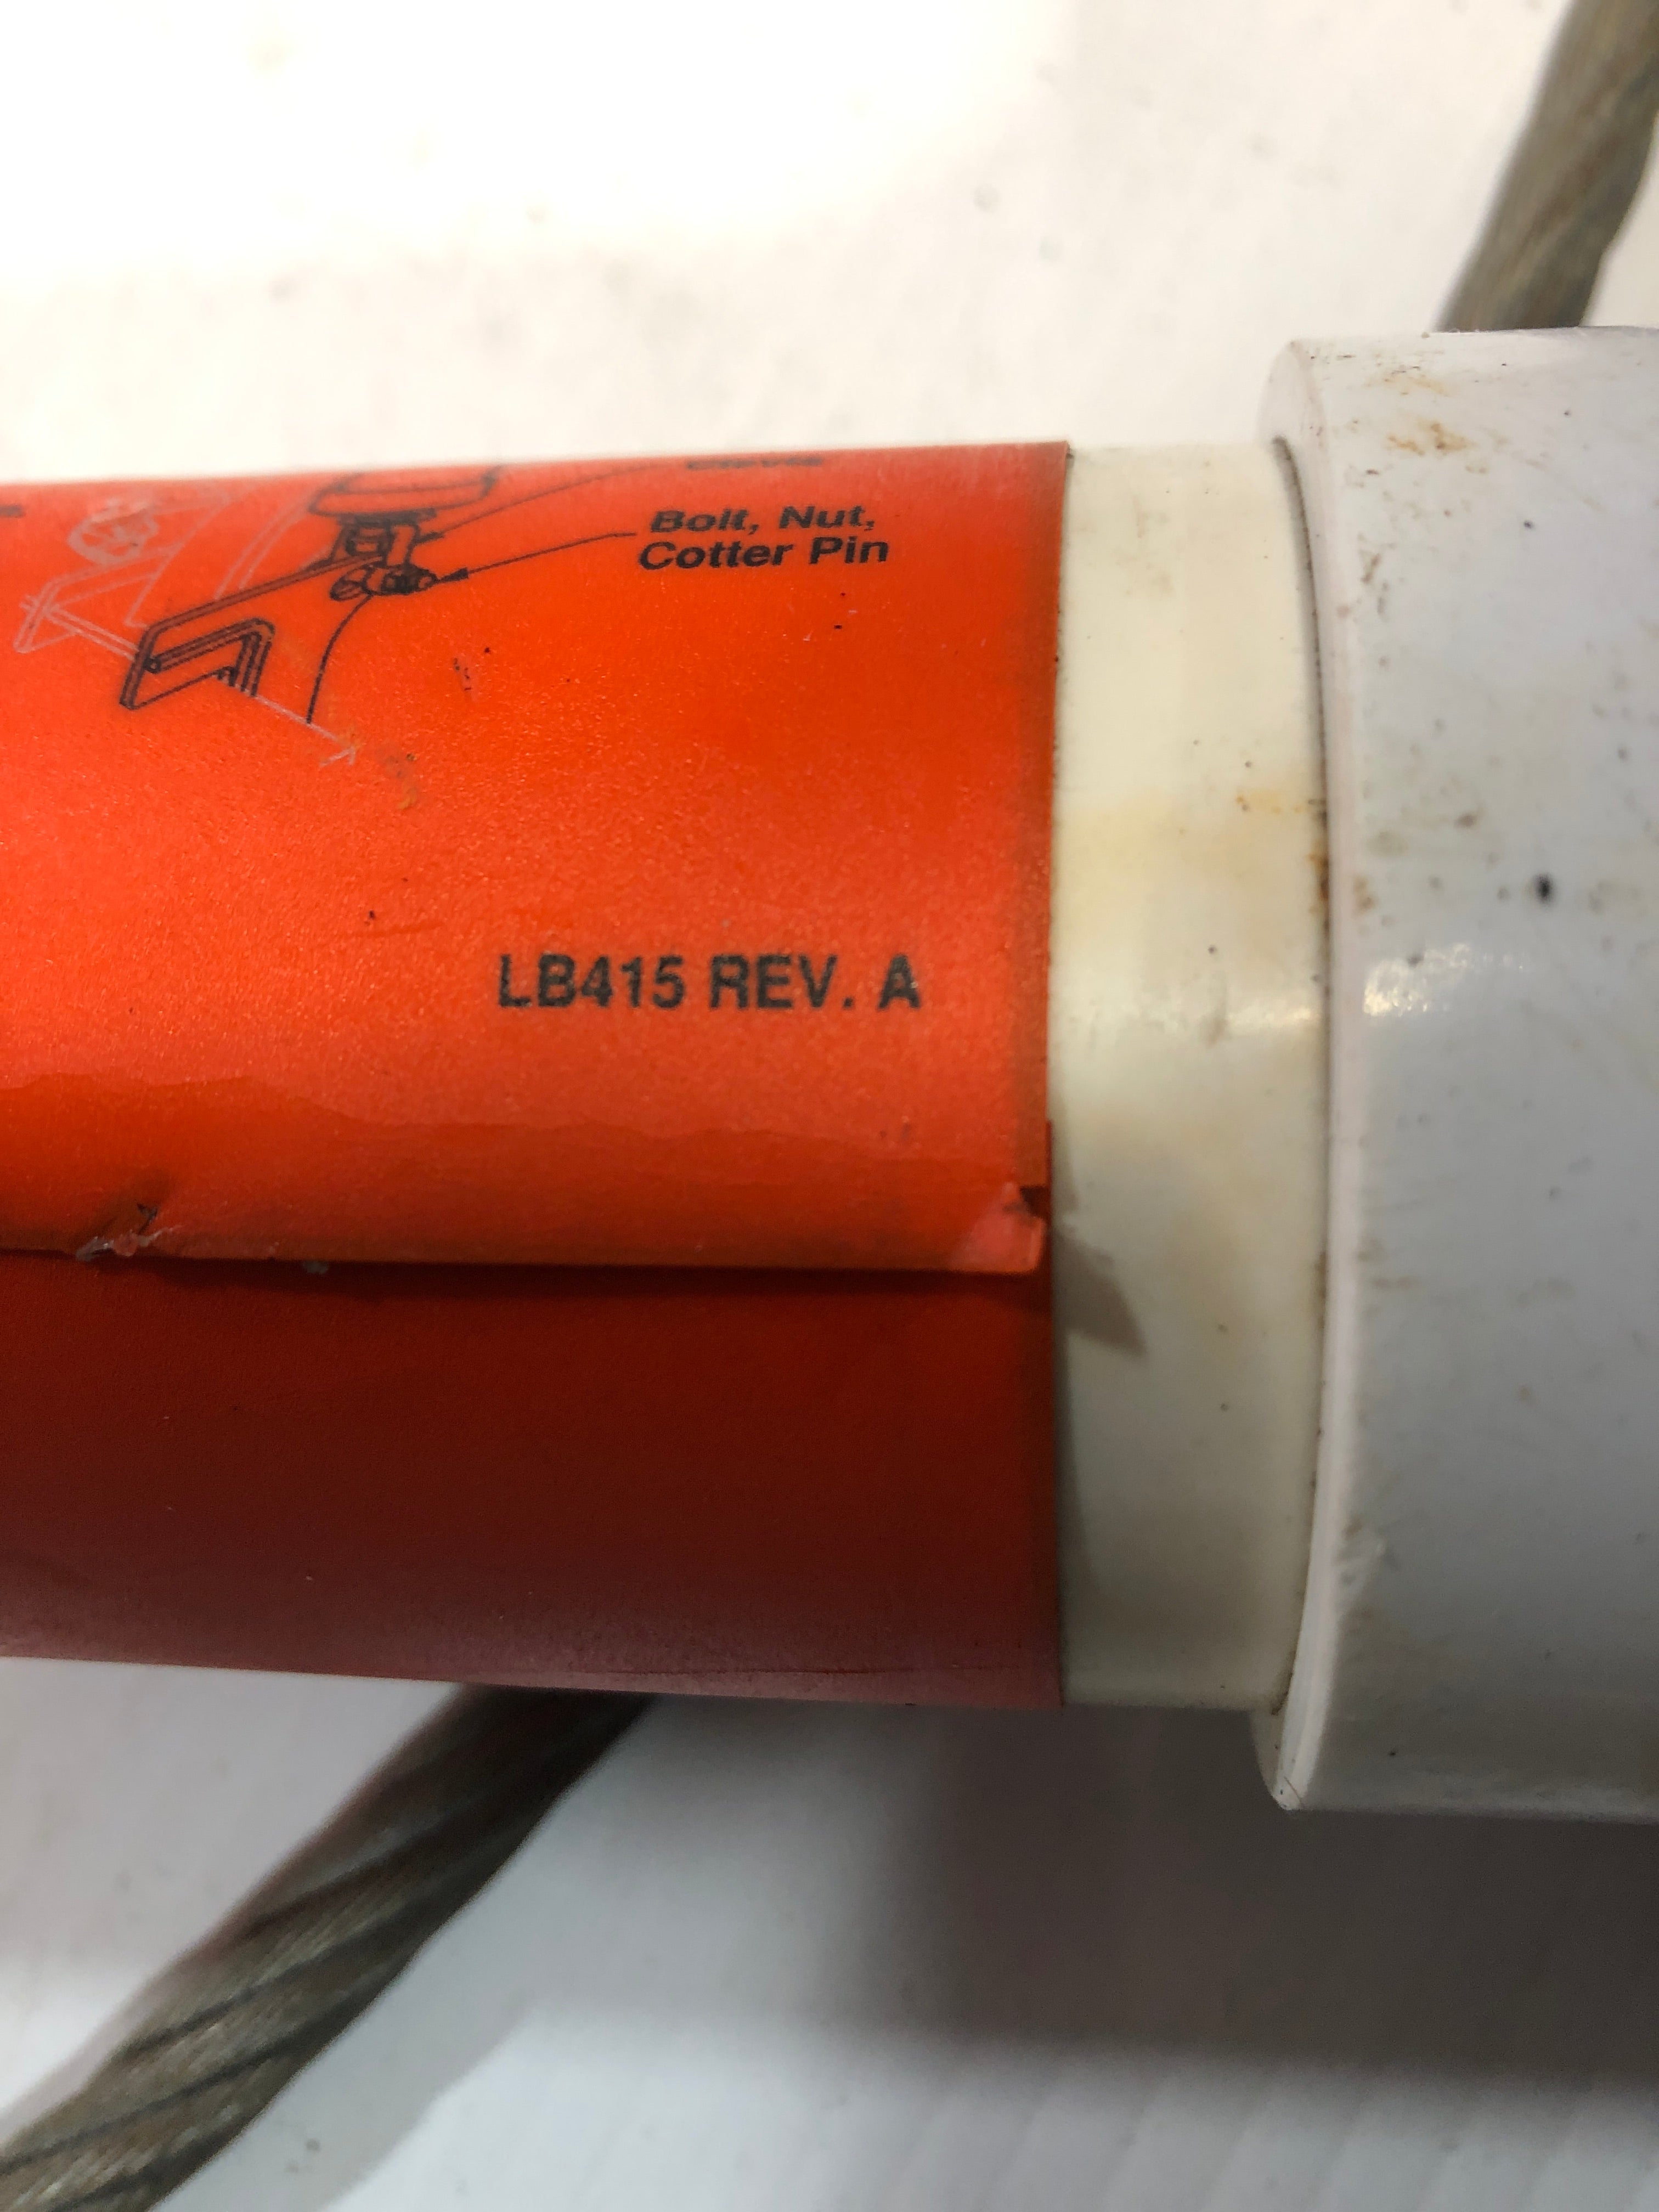 Bolt, Nut,
Cotter Pin
LB415 REV. A